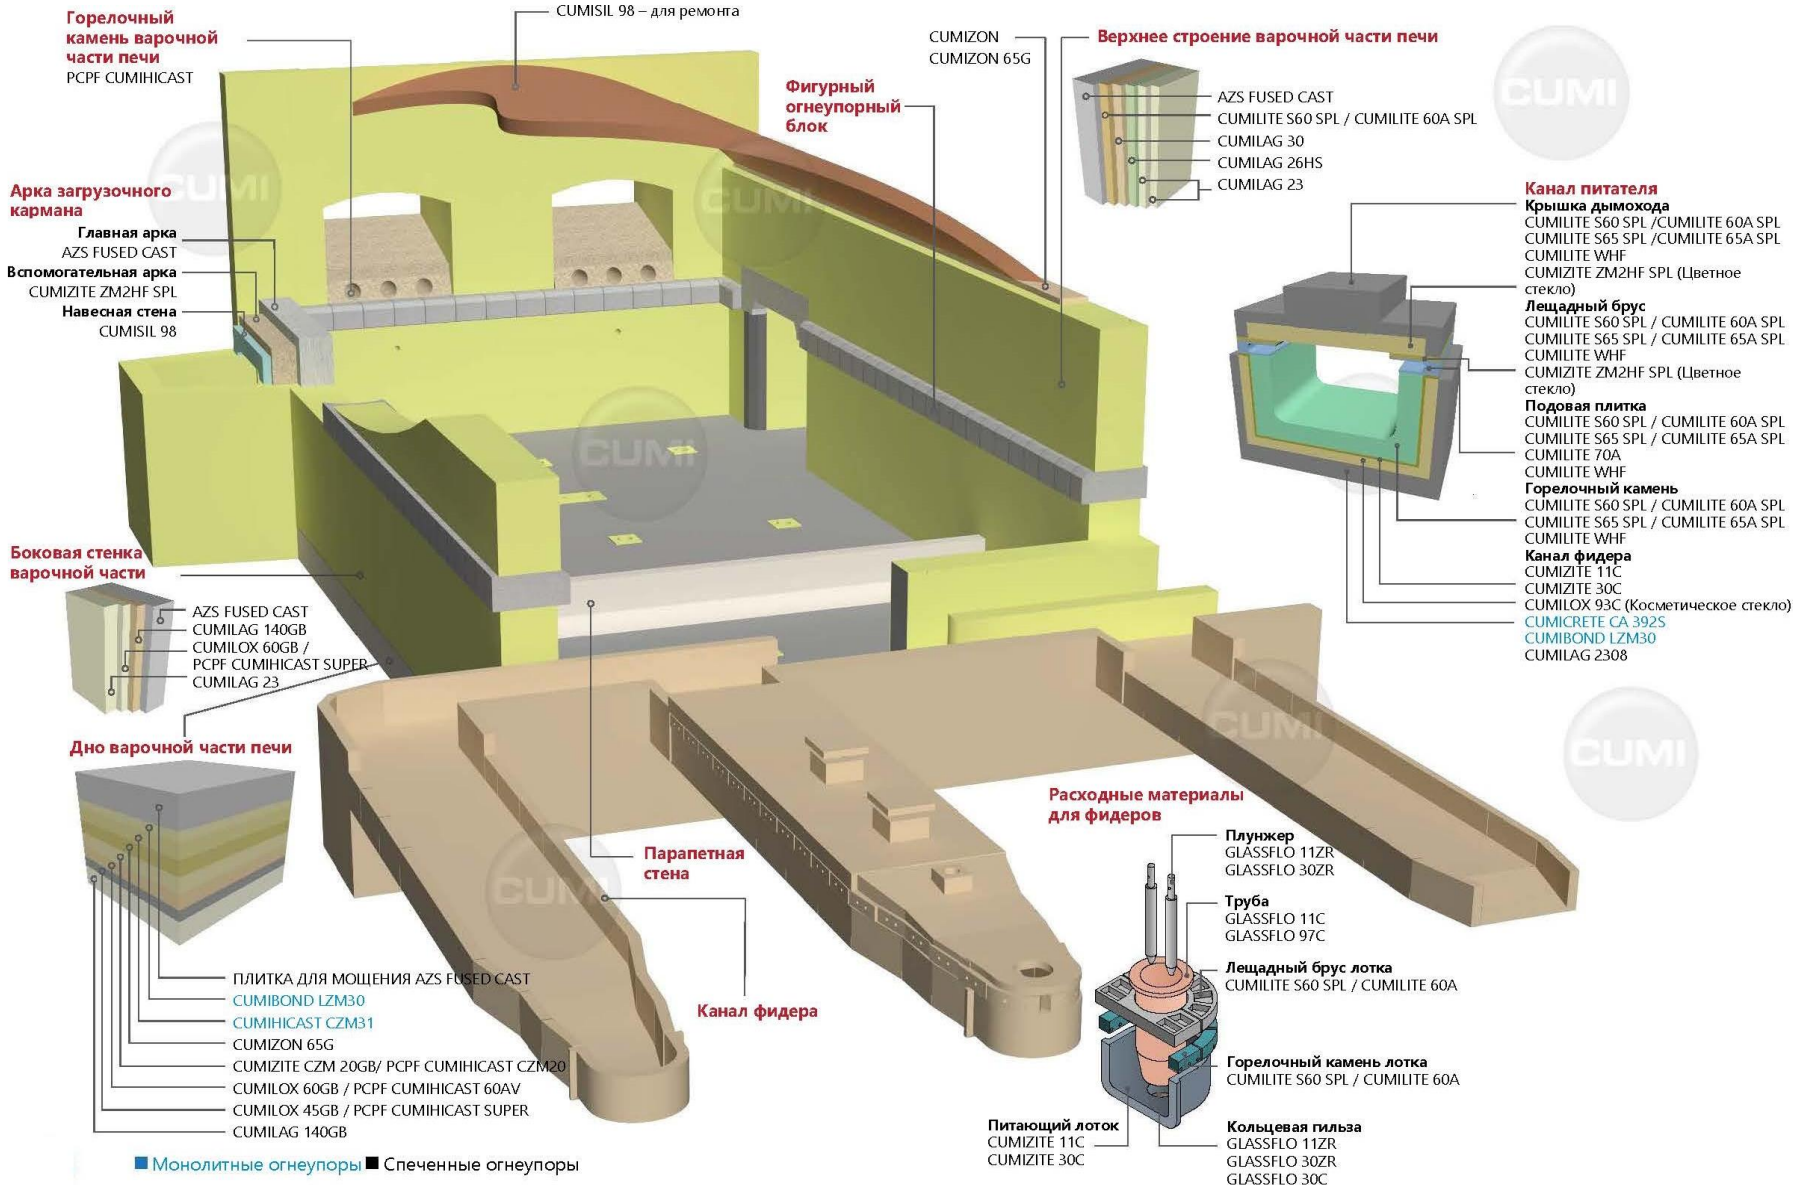 Горелочный
камень варочной
части печи
PCPF CUMIHICAST
CUMISIL 98 – для ремонта
Фигурный
огнеупорный
блок
CUMIZON
CUMIZON 65G
Верхнее строение варочной части печи
AZS FUSED CAST
CUMILITE S60 SPL / CUMILITE 60A SPL
CUMILAG 30
CUMILAG 26HS
CUMILAG 23
CUMI
CUMI
CUMI
Арка загрузочного
кармана
Главная арка
AZS FUSED CAST
Вспомогательная арка
CUMIZITE ZM2HF SPL
Навесная стена
CUMISIL 98
Канал питателя
Крышка дымохода
CUMILITE S60 SPL /CUMILITE 60A SPL
CUMILITE S65 SPL /CUMILITE 65A SPL
CUMILITE WHF
CUMIZITE ZM2HF SPL (Цветное
стекло)
Лещадный брус
CUMILITE S60 SPL / CUMILITE 60A SPL
CUMILITE S65 SPL / CUMILITE 65A SPL
CUMILITE WHF
CUMIZITE ZM2HF SPL (Цветное
стекло)
Подовая плитка
CUMILITE S60 SPL / CUMILITE 60A SPL
CUMILITE S65 SPL / CUMILITE 65A SPL
CUMILITE 70A
CUMILITE WHF
Горелочный камень
CUMILITE S60 SPL / CUMILITE 60A SPL
CUMILITE S65 SPL / CUMILITE 65A SPL
CUMILITE WHF
Канал фидера
CUMIZITE 11C
CUMIZITE 30C
CUMILOX 93C (Косметическое стекло)
CUMICRETE CA 392S
CUMIBOND LZM30
CUMILAG 2308
CUMI
Боковая стенка
варочной части
AZS FUSED CAST
CUMILAG 140GB
CUMILOX 60GB /
PCPF CUMIHICAST SUPER
CUMILAG 23
Дно варочной части печи
ПЛИТКА ДЛЯ МОЩЕНИЯ AZS FUSED CAST
CUMIBOND LZM30
CUMIHICAST CZM31
CUMIZON 65G
CUMIZITE CZM 20GB/ PCPF CUMIHICAST CZM20
CUMILOX 60GB / PCPF CUMIHICAST 60AV
CUMILOX 45GB / PCPF CUMIHICAST SUPER
CUMILAG 140GB
Монолитные огнеупоры
Спеченные огнеупоры
CUMI
CUMI
CUMI
Парапетная
стена
Канал фидера
Расходные материалы
для фидеров
Плунжер
GLASSFLO 11ZR
GLASSFLO 30ZR
Труба
GLASSFLO 11C
GLASSFLO 97C
Лещадный брус лотка
CUMILITE S60 SPL / CUMILITE 60A
Горелочный камень лотка
CUMILITE S60 SPL / CUMILITE 60A
Питающий лоток
CUMIZITE 11C
CUMIZITE 30C
Кольцевая гильза
GLASSFLO 11ZR
GLASSFLO 30ZR
GLASSFLO 30C